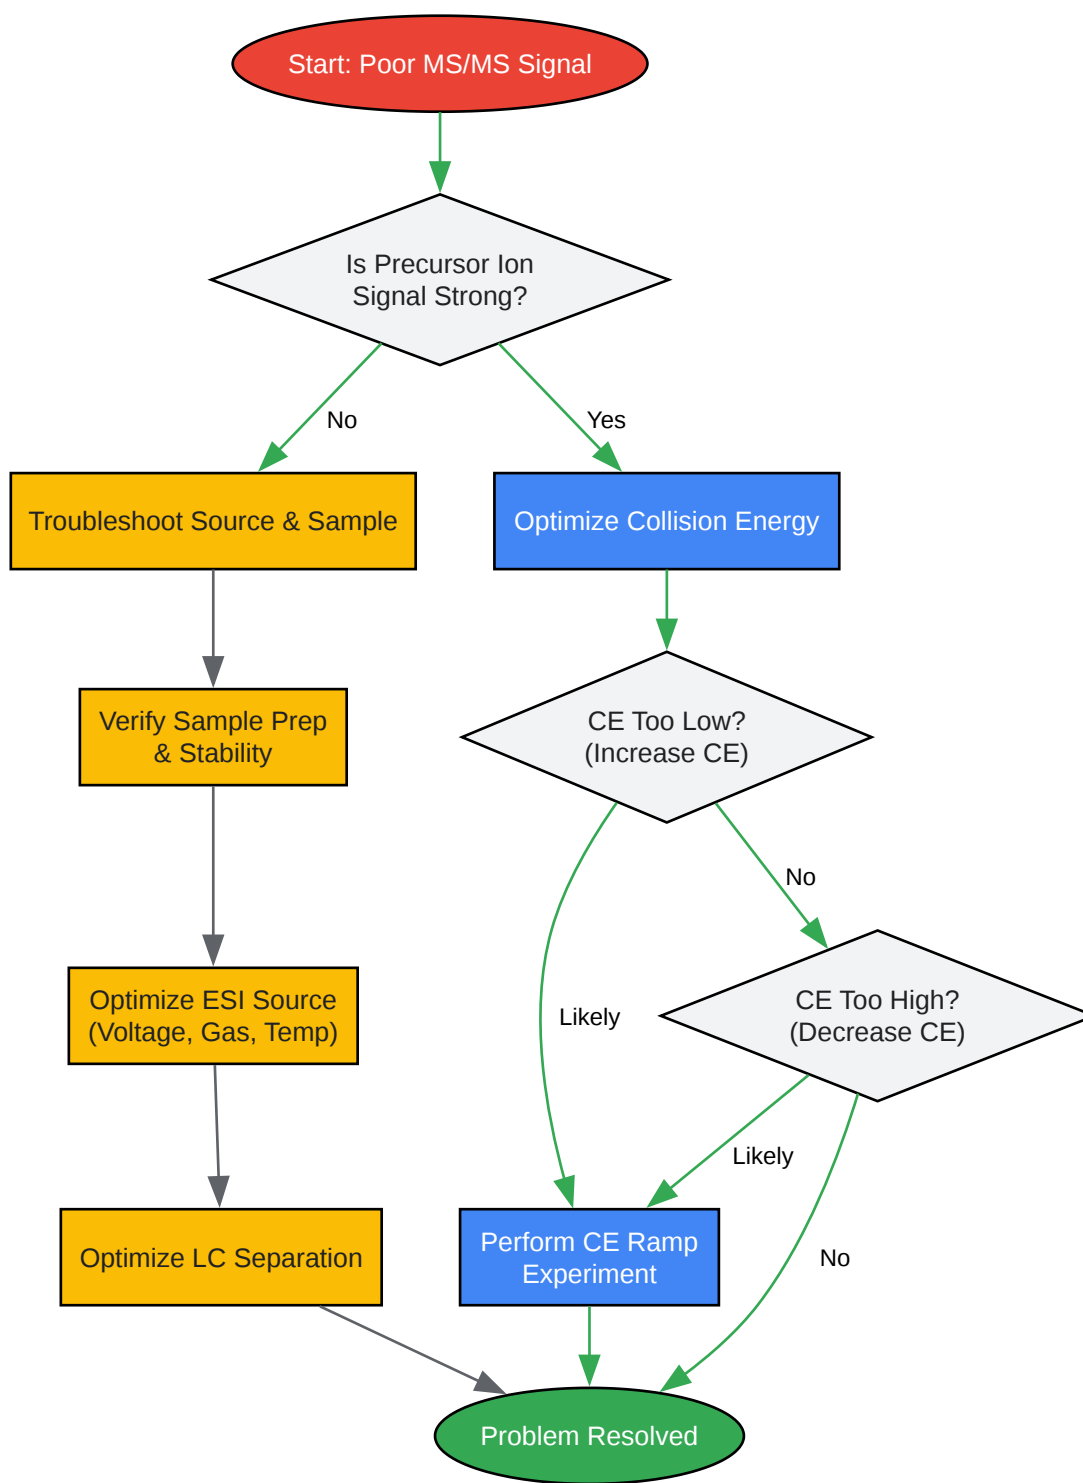 Start: Poor MS/MS Signal
Is Precursor Ion
Signal Strong?
No
Yes
Troubleshoot Source & Sample
Optimize Collision Energy
Verify Sample Prep
& Stability
CE Too Low?
(Increase CE)
No
Optimize ESI Source
(Voltage, Gas, Temp)
Likely
CE Too High?
(Decrease CE)
Likely
Optimize LC Separation
Perform CE Ramp
Experiment
No
Problem Resolved